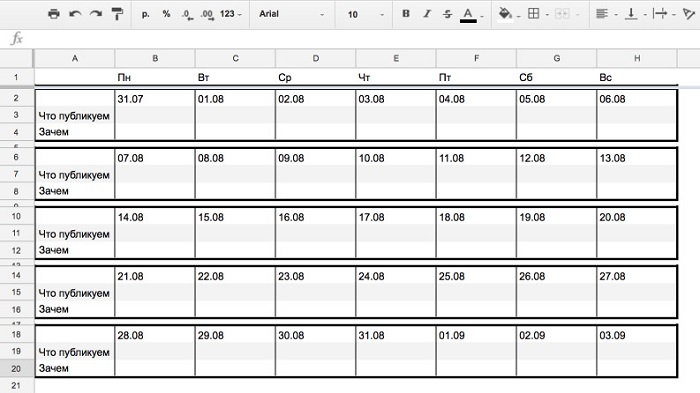 р. % .0 .00 123 Arial 10 B I S A
fx
A B C D E F G H
1 Пн Вт Ср Чт Пт Сб Вс
2 31.07 01.08 02.08 03.08 04.08 05.08 06.08
3 Что публикуем
4 Зачем
5
6 07.08 08.08 09.08 10.08 11.08 12.08 13.08
7 Что публикуем
8 Зачем
9
10 14.08 15.08 16.08 17.08 18.08 19.08 20.08
11 Что публикуем
12 Зачем
13
14 21.08 22.08 23.08 24.08 25.08 26.08 27.08
15 Что публикуем
16 Зачем
17
18 28.08 29.08 30.08 31.08 01.09 02.09 03.09
19 Что публикуем
20 Зачем
21